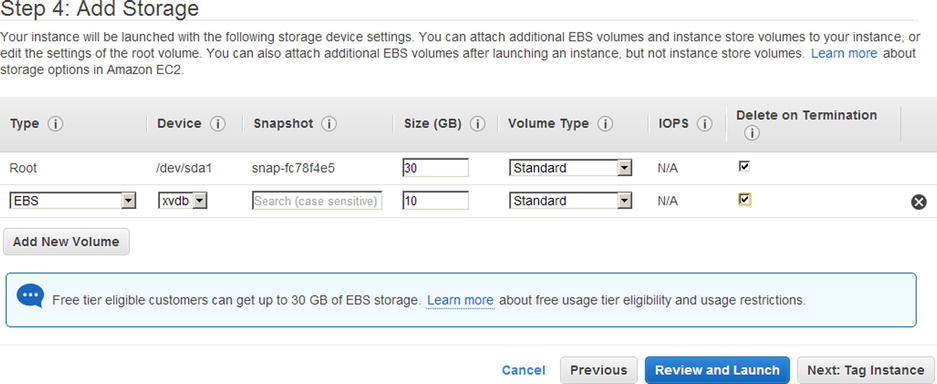 Step 4: Add Storage
Your instance will be launched with the following storage device settings. You can attach additional EBS volumes and instance store volumes to your instance, or
edit the settings of the root volume. You can also attach additional EBS volumes after launching an instance, but not instance store volumes. Learn more about
storage options in Amazon EC2.
Type i Device i Snapshot i Size (GB) i Volume Type i IOPS i Delete on Termination i
Root /dev/sda1 snap-fc78f4e5 30 Standard N/A
EBS xvdb Search (case sensitive) 10 Standard N/A
Add New Volume
Free tier eligible customers can get up to 30 GB of EBS storage. Learn more about free usage tier eligibility and usage restrictions.
Cancel Previous Review and Launch Next: Tag Instance